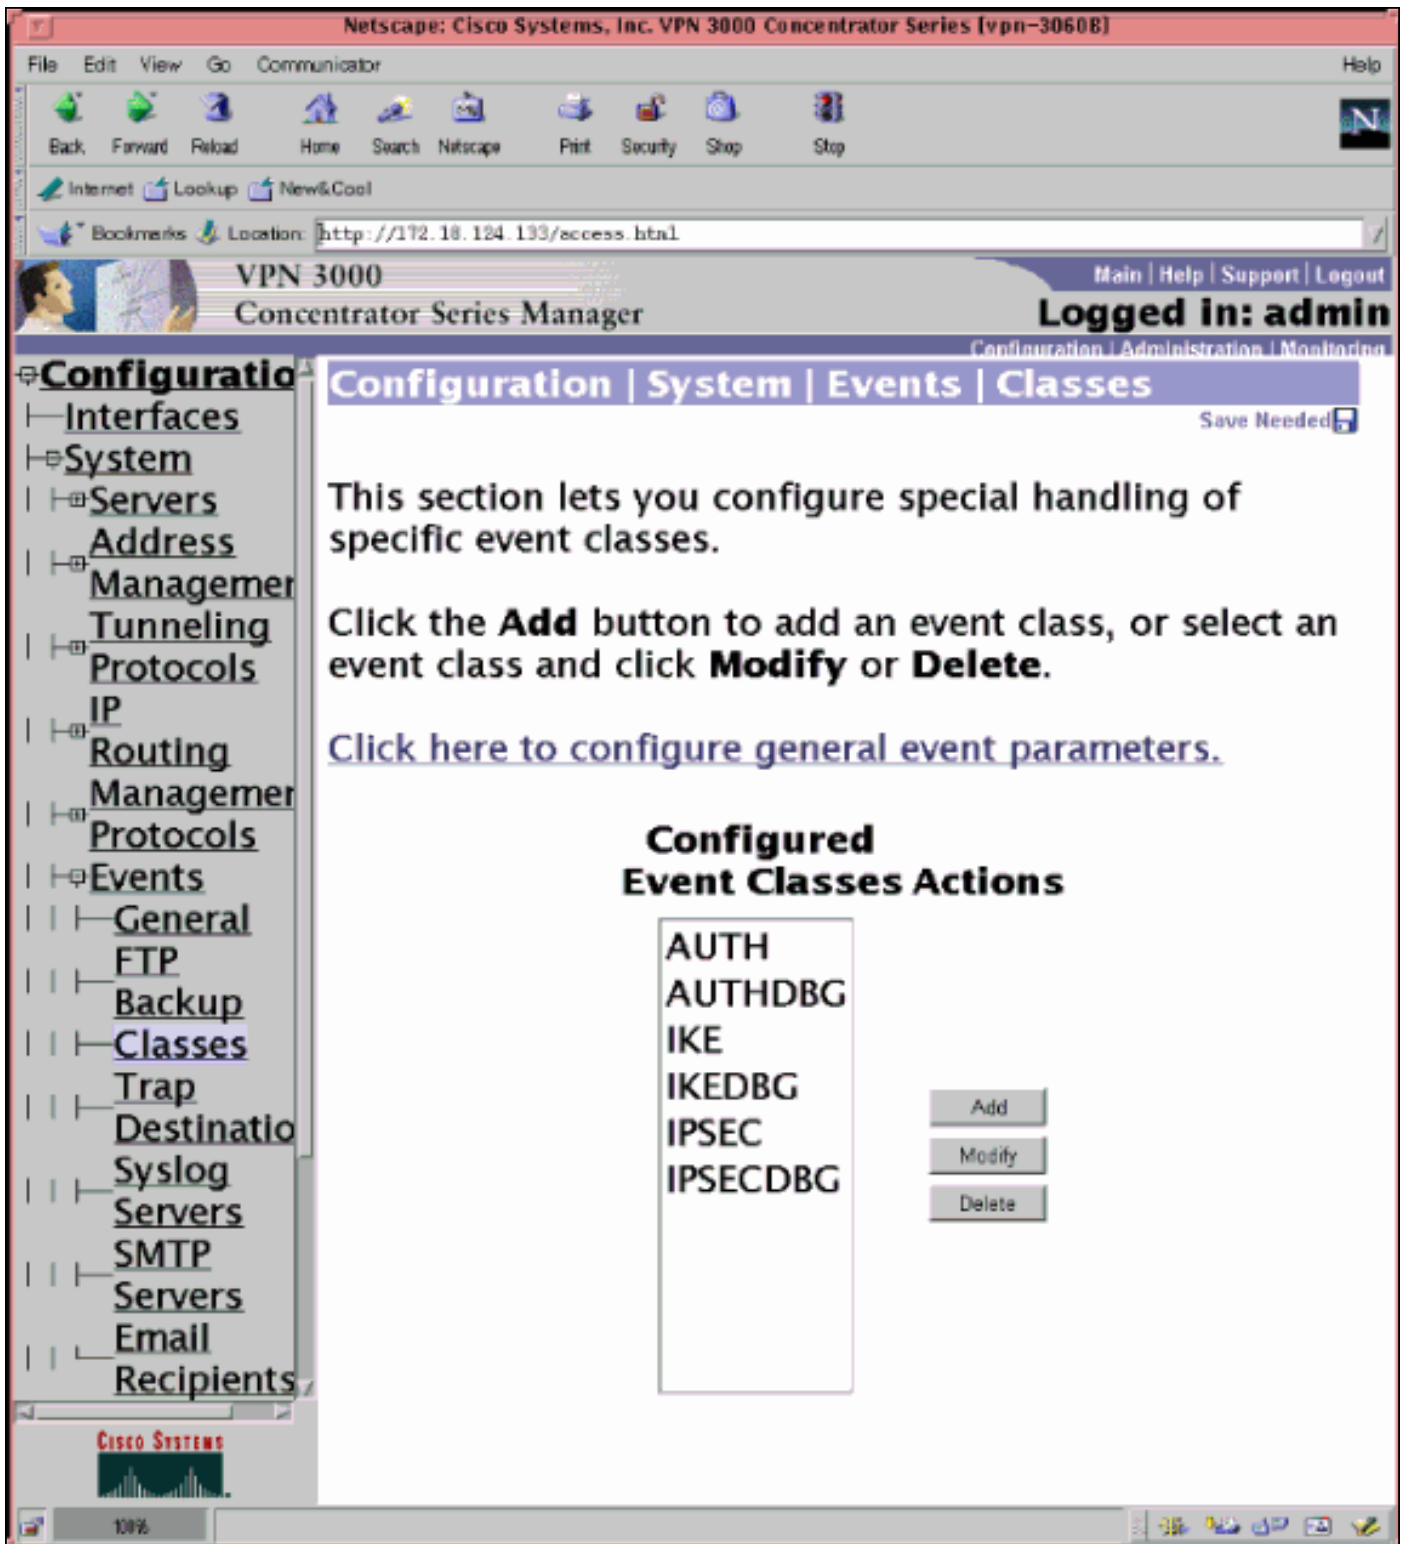 Netscape: Cisco Systems, Inc. VPN 3000 Concentrator Series [vpn-3060B]
File Edit View Go Communicator Help
Back Forward Reload Home Search Netscape Print Security Shop Stop
N
Internet Lookup New&Cool
Bookmarks Location: http://172.18.124.133/access.html
VPN 3000
Concentrator Series Manager
Main | Help | Support | Logout
Logged in: admin
Configuration | Administration | Monitoring
Configuratio
Interfaces
System
Servers
Address
Managemen
Tunneling
Protocols
IP
Routing
Managemen
Protocols
Events
General
FTP
Backup
Classes
Trap
Destinatio
Syslog
Servers
SMTP
Servers
Email
Recipients
CISCO SYSTEMS
Configuration | System | Events | Classes
Save Needed
This section lets you configure special handling of
specific event classes.
Click the Add button to add an event class, or select an
event class and click Modify or Delete.
Click here to configure general event parameters.
Configured
Event Classes Actions
AUTH
AUTHDBG
IKE
IKEDBG
IPSEC
IPSECDBG
Add
Modify
Delete
100%